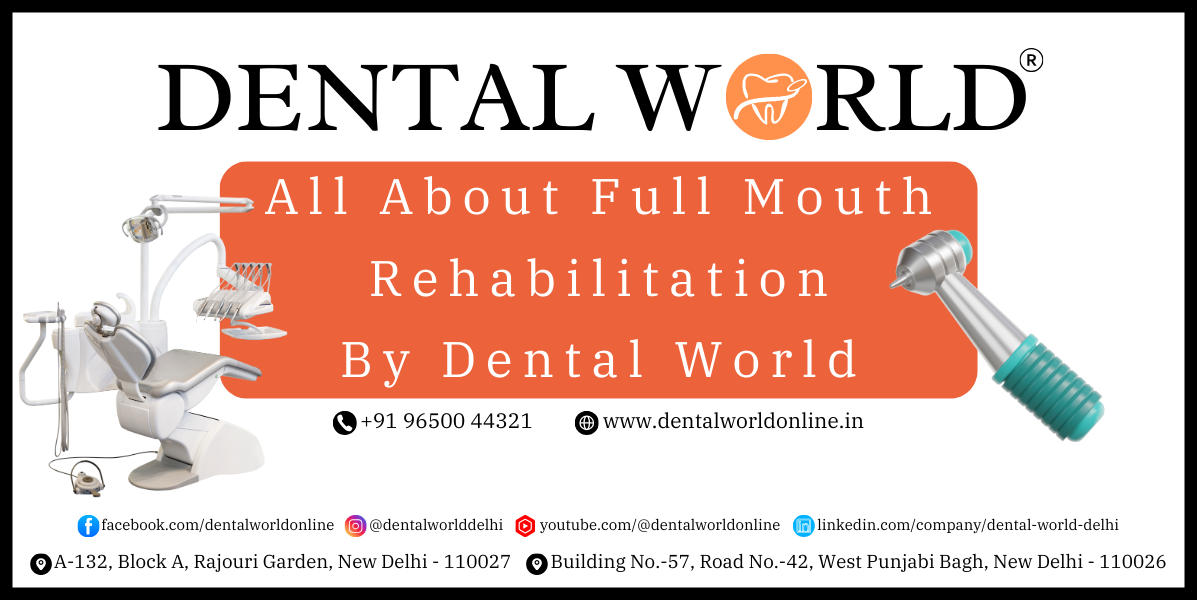 DENTAL WORLD®
All About Full Mouth
Rehabilitation
By Dental World
+91 96500 44321 www.dentalworldonline.in
facebook.com/dentalworldonline @dentalworlddelhi youtube.com/@dentalworldonline linkedin.com/company/dental-world-delhi
A-132, Block A, Rajouri Garden, New Delhi - 110027 Building No.-57, Road No.-42, West Punjabi Bagh, New Delhi - 110026